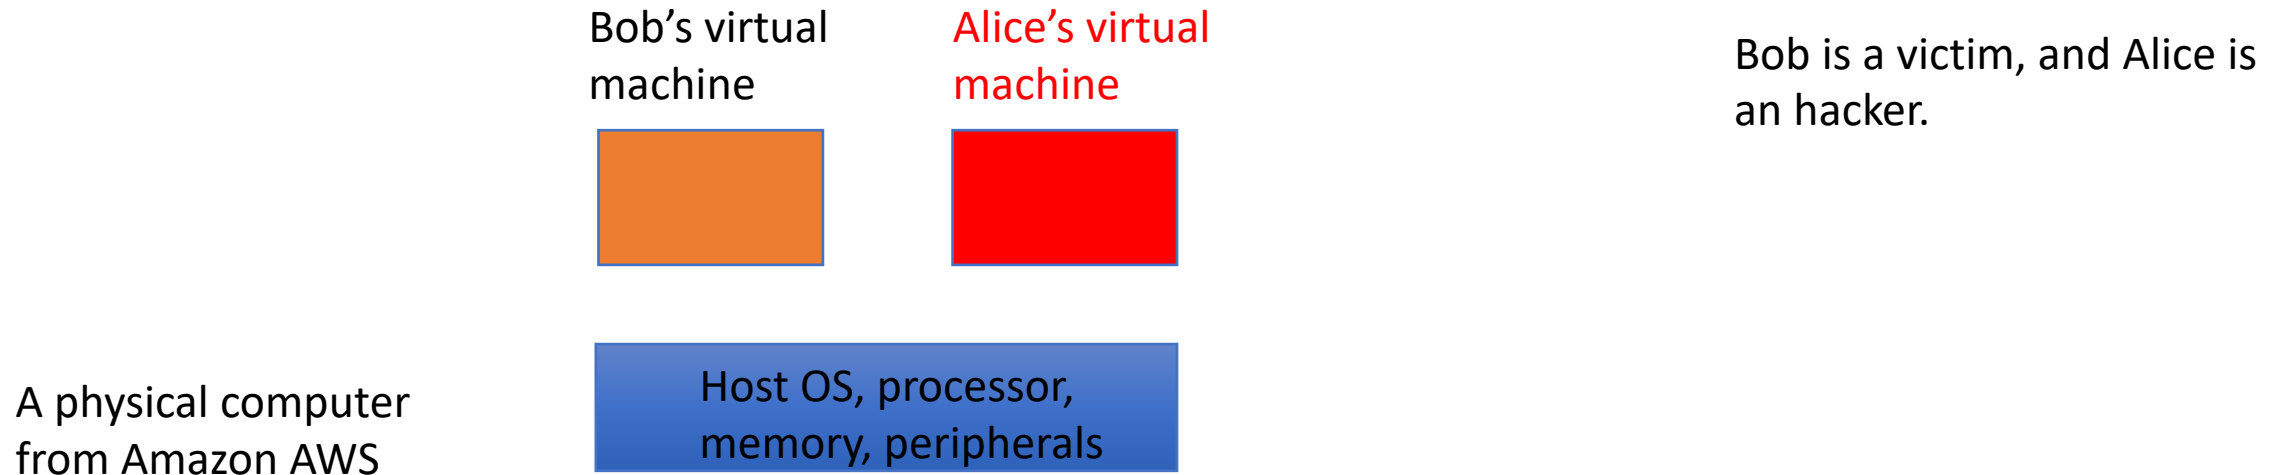 Bob’s virtual
machine
Alice’s virtual
machine
Bob is a victim, and Alice is
an hacker.
Host OS, processor,
memory, peripherals
A physical computer
from Amazon AWS